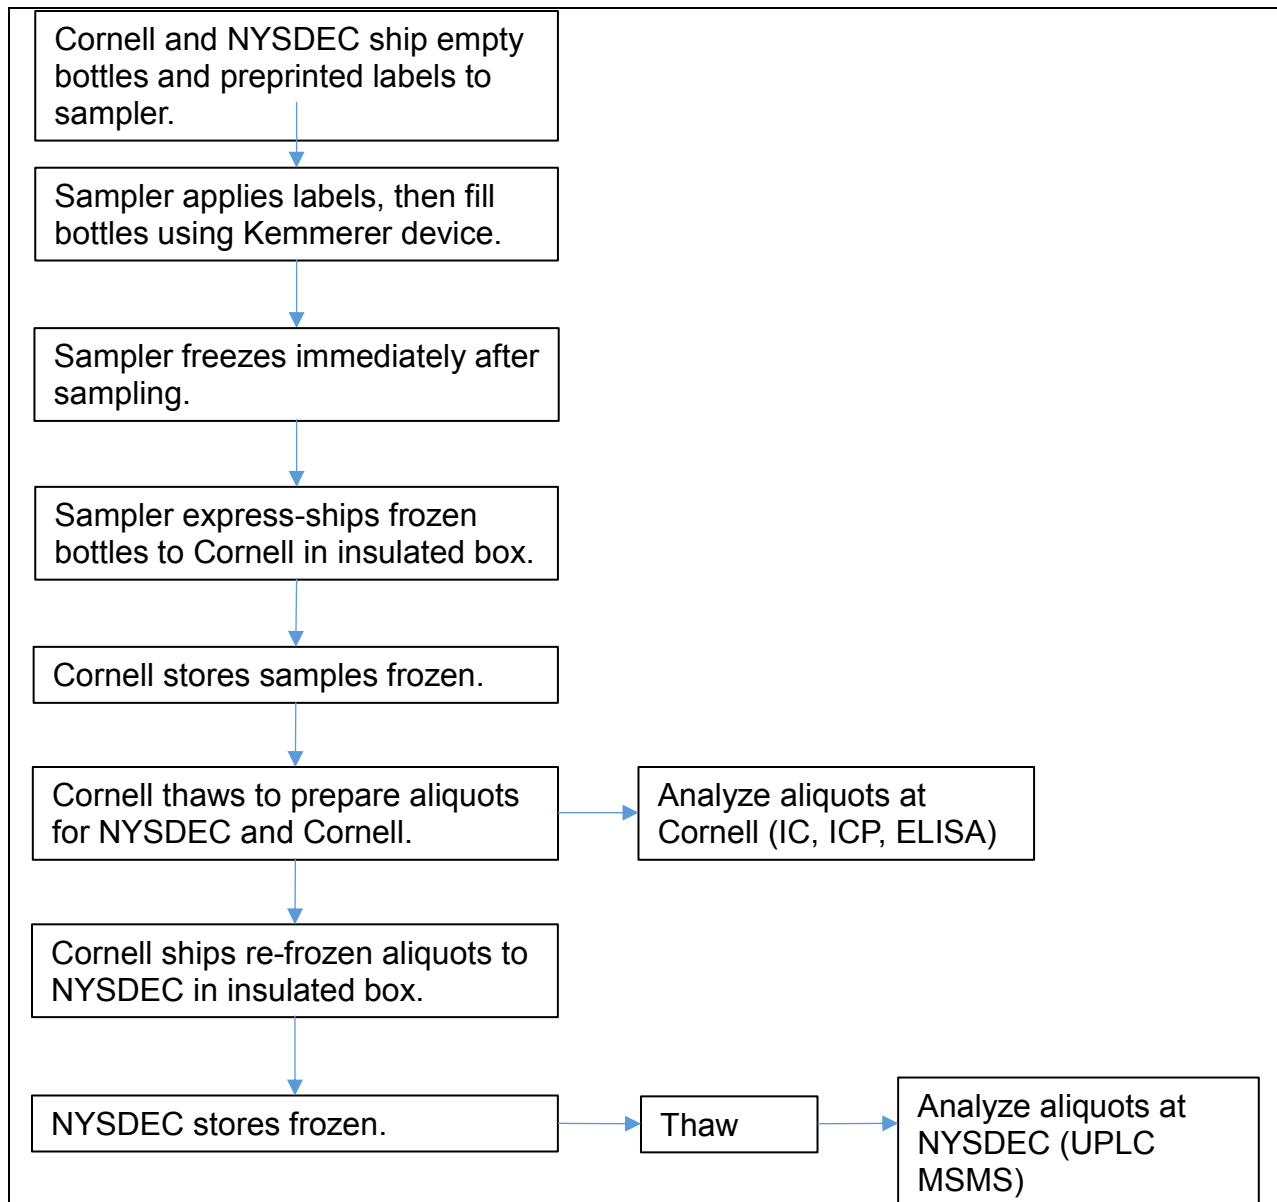 Cornell and NYSDEC ship empty
bottles and preprinted labels to
sampler.
Sampler applies labels, then fill
bottles using Kemmerer device.
Sampler freezes immediately after
sampling.
Sampler express-ships frozen
bottles to Cornell in insulated box.
Cornell stores samples frozen.
Cornell thaws to prepare aliquots
for NYSDEC and Cornell.
Analyze aliquots at
Cornell (IC, ICP, ELISA)
Cornell ships re-frozen aliquots to
NYSDEC in insulated box.
NYSDEC stores frozen.
Thaw
Analyze aliquots at
NYSDEC (UPLC
MSMS)